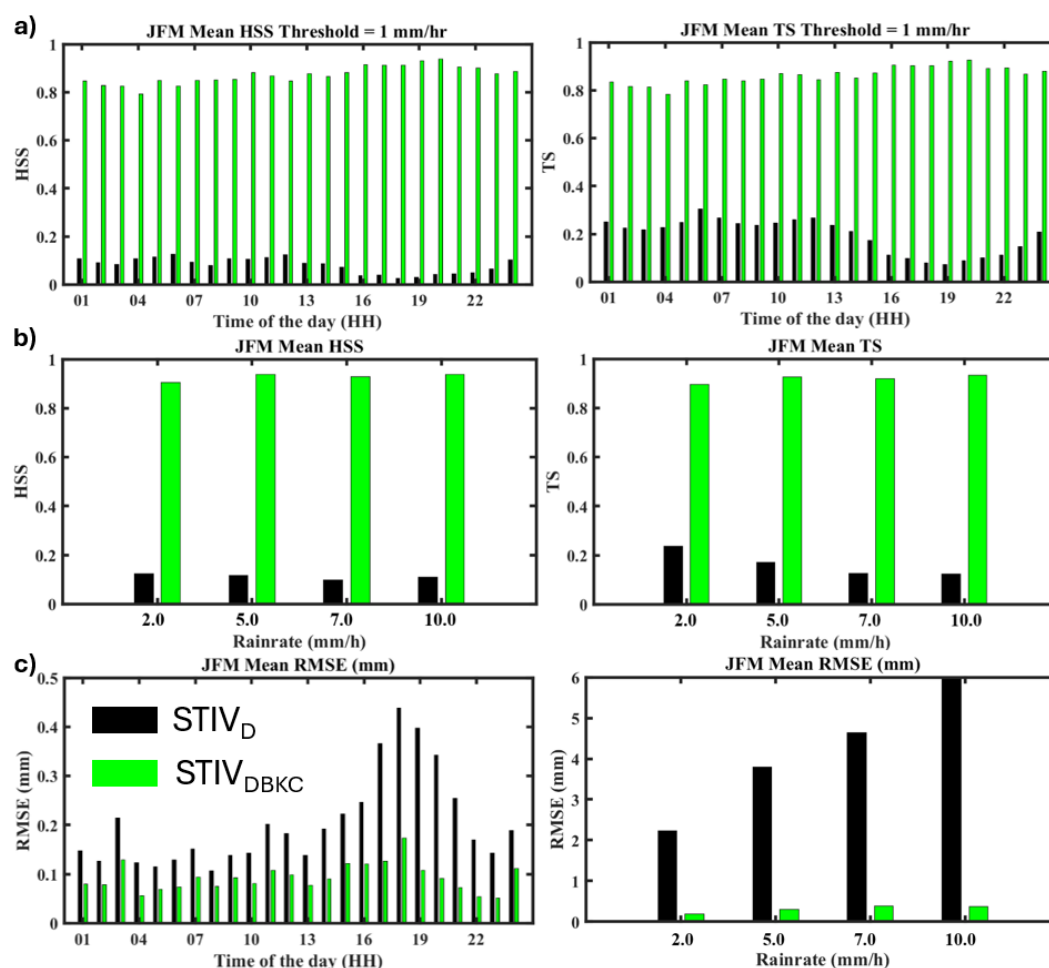 a)
JFM Mean HSS Threshold = 1 mm/hr
1
0.8
0.6
0.4
0.2
0
HSS
01 04 07 10 13 16 19 22
Time of the day (HH)
JFM Mean TS Threshold = 1 mm/hr
1
0.8
0.6
0.4
0.2
0
TS
01 04 07 10 13 16 19 22
Time of the day (HH)
b)
JFM Mean HSS
1
0.8
0.6
0.4
0.2
0
HSS
2.0 5.0 7.0 10.0
Rainrate (mm/h)
JFM Mean TS
1
0.8
0.6
0.4
0.2
0
TS
2.0 5.0 7.0 10.0
Rainrate (mm/h)
c)
JFM Mean RMSE (mm)
0.5
0.4
0.3
0.2
0.1
0
RMSE (mm)
STIVD
STIVDBKC
01 04 07 10 13 16 19 22
Time of the day (HH)
JFM Mean RMSE (mm)
6
5
4
3
2
1
0
RMSE (mm)
2.0 5.0 7.0 10.0
Rainrate (mm/h)